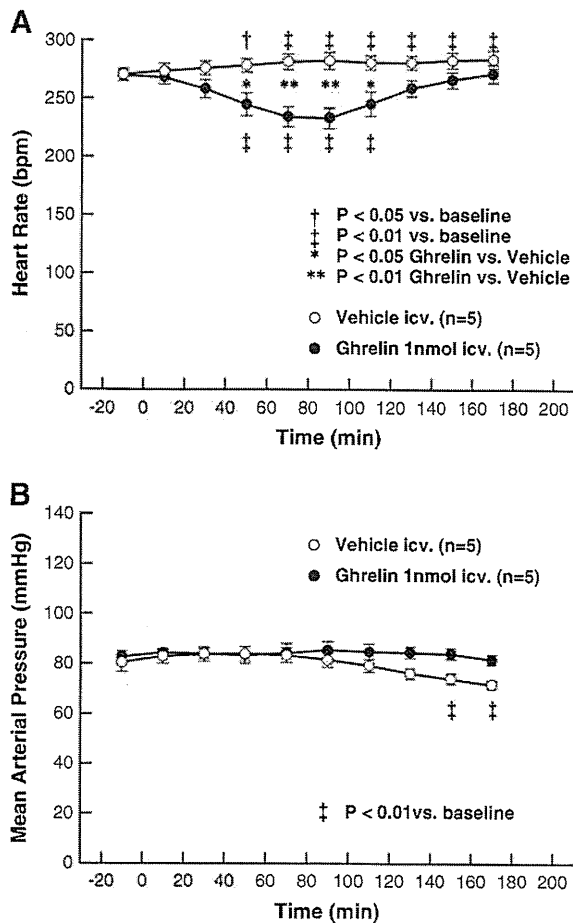 A
† ‡ ‡ ‡ ‡ ‡ ‡
300
250
200
150
100
50
0
Heart Rate (bpm)
* ** ** *
‡ ‡ ‡ ‡
† P < 0.05 vs. baseline
‡ P < 0.01 vs. baseline
* P < 0.05 Ghrelin vs. Vehicle
** P < 0.01 Ghrelin vs. Vehicle
Vehicle icv. (n=5)
Ghrelin 1nmol icv. (n=5)
-20 0 20 40 60 80 100 120 140 160 180 200
Time (min)
B
140
120
100
80
60
40
20
0
Mean Arterial Pressure (mmHg)
Vehicle icv. (n=5)
Ghrelin 1nmol icv. (n=5)
‡ ‡
‡ P < 0.01 vs. baseline
-20 0 20 40 60 80 100 120 140 160 180 200
Time (min)